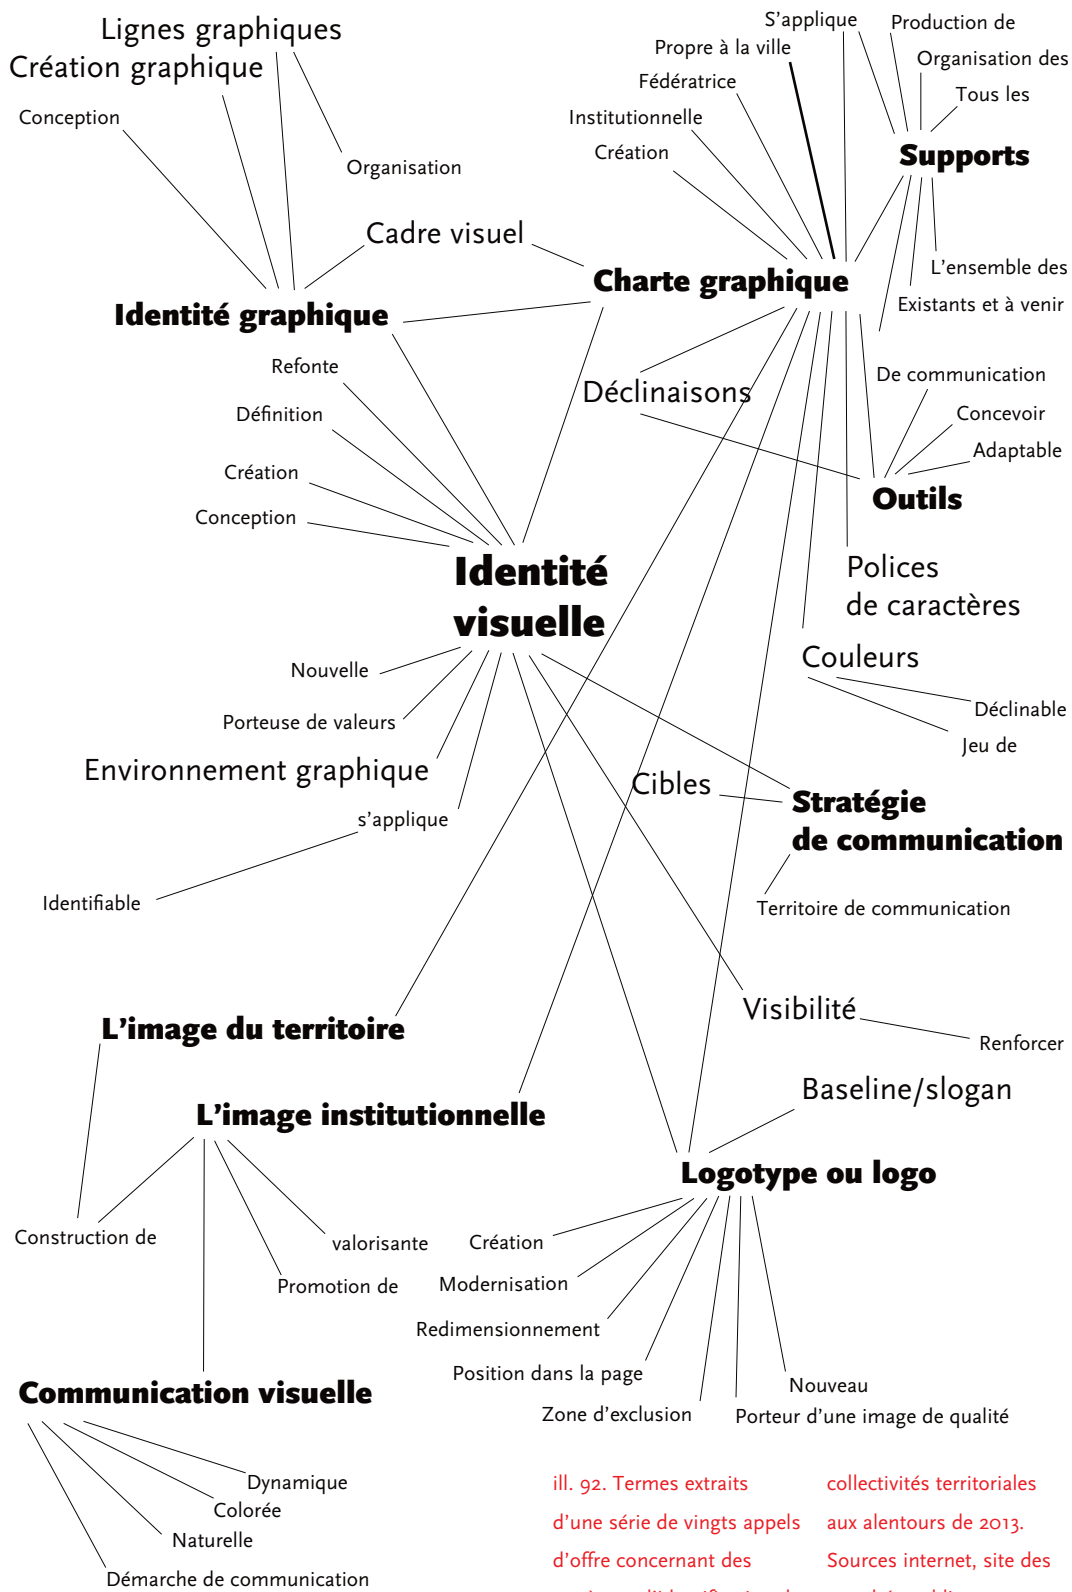 Lignes graphiques
Création graphique
Conception
Organisation
Cadre visuel
Identité graphique
S'applique
Production de
Propre à la ville
Organisation des
Fédératrice
Tous les
Institutionnelle
Création
Supports
Charte graphique
L'ensemble des
Existants et à venir
Refonte
Définition
Création
Conception
Déclinaisons
De communication
Concevoir
Adaptable
Outils
Identité
visuelle
Polices
de caractères
Couleurs
Déclinable
Jeu de
Nouvelle
Porteuse de valeurs
Environnement graphique
s'applique
Identifiable
Cibles
Stratégie
de communication
Territoire de communication
L'image du territoire
Visibilité
Renforcer
Baseline/slogan
L'image institutionnelle
Logotype ou logo
Construction de
valorisante
Promotion de
Création
Modernisation
Redimensionnement
Position dans la page
Zone d'exclusion
Nouveau
Porteur d'une image de qualité
Communication visuelle
Dynamique
Colorée
Naturelle
Démarche de communication
ill. 92. Termes extraits
d'une série de vingts appels
d'offre concernant des
collectivités territoriales
aux alentours de 2013.
Sources internet, site des